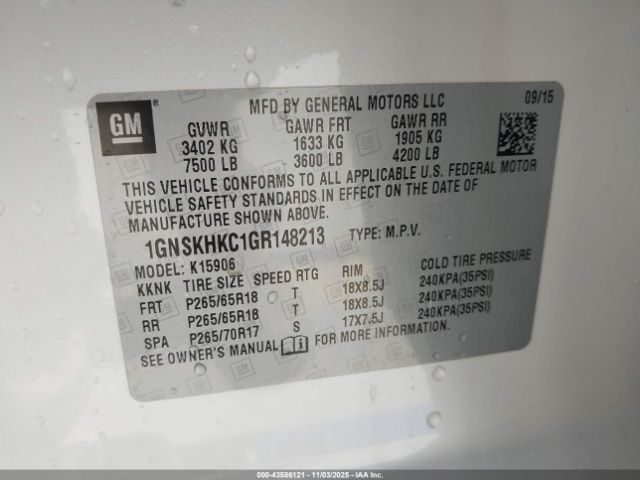 GM
MFD BY GENERAL MOTORS LLC 09/15
GVWR GAWR FRT GAWR RR
3402 KG 1633 KG 1905 KG
7500 LB 3600 LB 4200 LB
THIS VEHICLE CONFORMS TO ALL APPLICABLE U.S. FEDERAL MOTOR
VEHICLE SAFETY STANDARDS IN EFFECT ON THE DATE OF
MANUFACTURE SHOWN ABOVE.
1GNSKHKC1GR148213 TYPE: M.P.V.
MODEL: K15906
KKNK TIRE SIZE SPEED RTG RIM COLD TIRE PRESSURE
FRT P265/65R18 T 18X8.5J 240KPA(35PSI)
RR P265/65R18 T 18X8.5J 240KPA(35PSI)
SPA P265/70R17 S 17X7.5J 240KPA(35PSI)
SEE OWNER'S MANUAL FOR MORE INFORMATION.
000-43586121 - 11/03/2025 - IAA Inc.